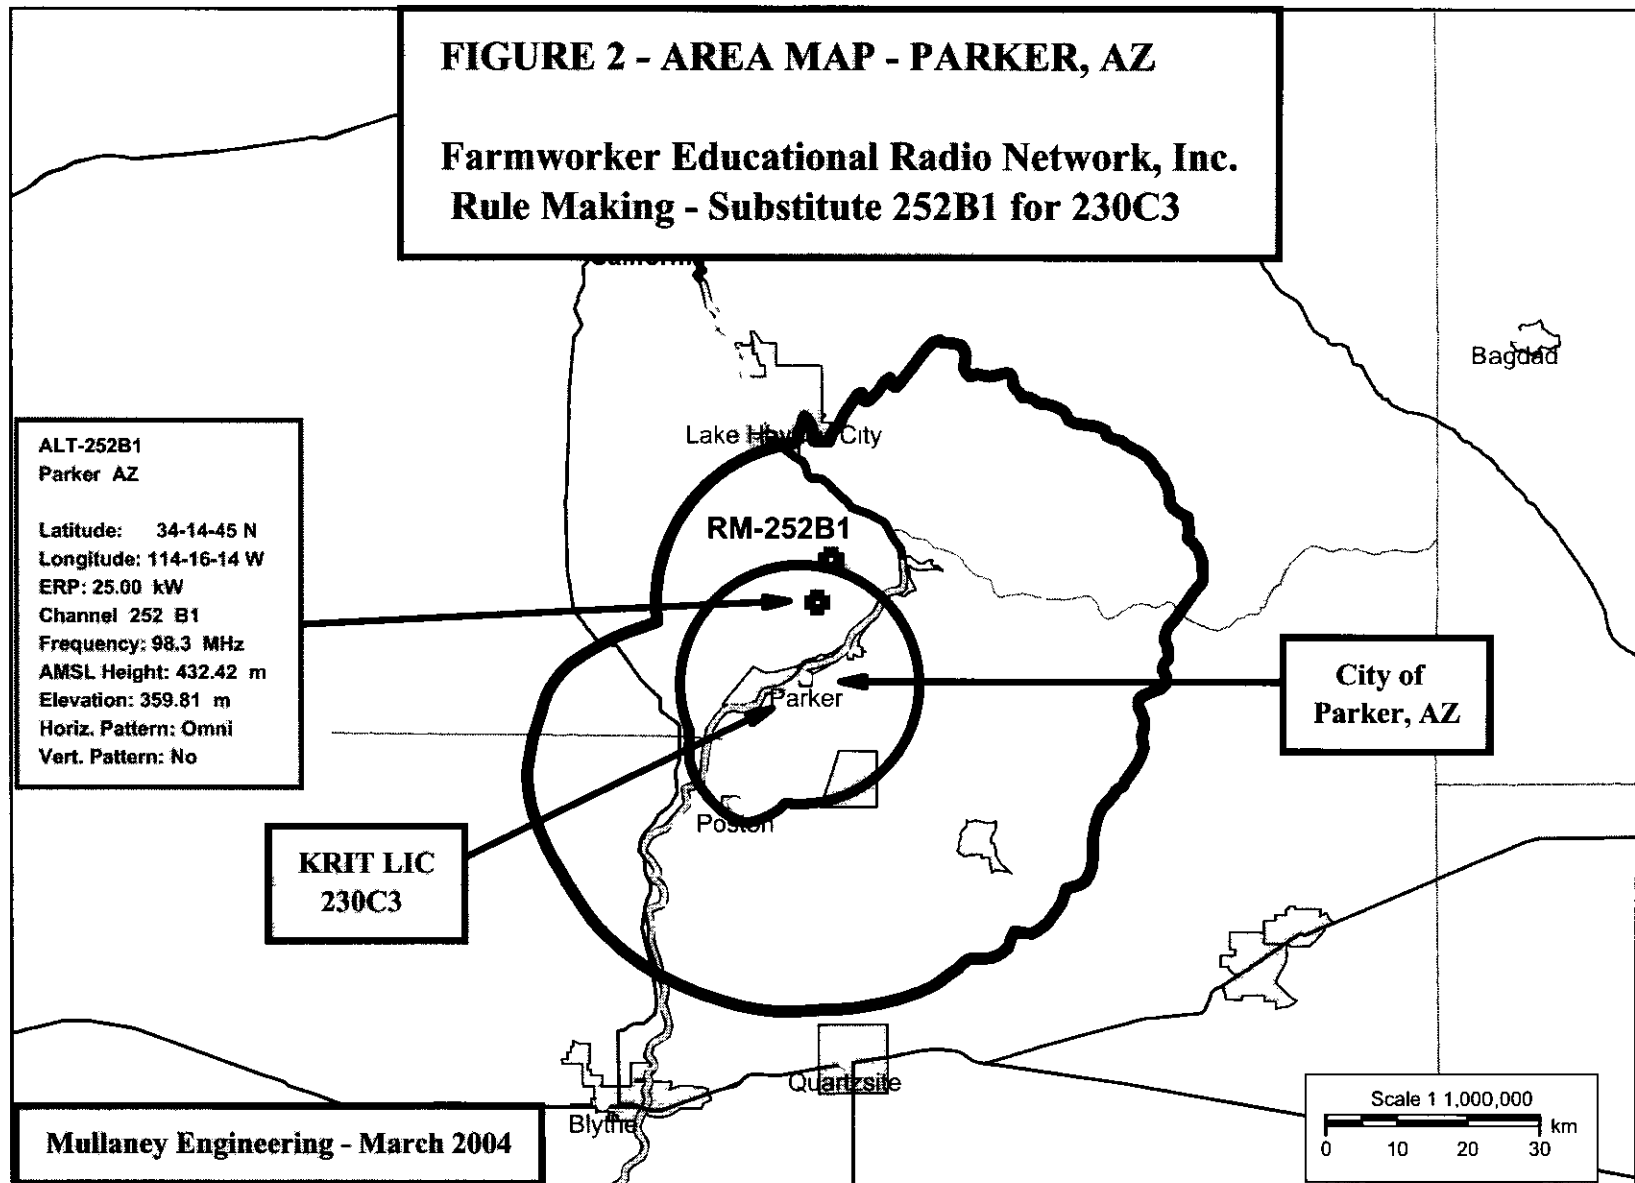 FIGURE 2 - AREA MAP - PARKER, AZ
Farmworker Educational Radio Network, Inc.
Rule Making - Substitute 252B1 for 230C3
Bagdad
Lake Havasu City
ALT-252B1
Parker AZ
Latitude: 34-14-45 N
Longitude: 114-16-14 W
ERP: 25.00 kW
Channel 252 B1
Frequency: 98.3 MHz
AMSL Height: 432.42 m
Elevation: 359.81 m
Horiz. Pattern: Omni
Vert. Pattern: No
RM-252B1
City of
Parker, AZ
Parker
Poston
KRIT LIC
230C3
Quartzsite
Blythe
Scale 1 1,000,000
km
0 10 20 30
Mullaney Engineering - March 2004